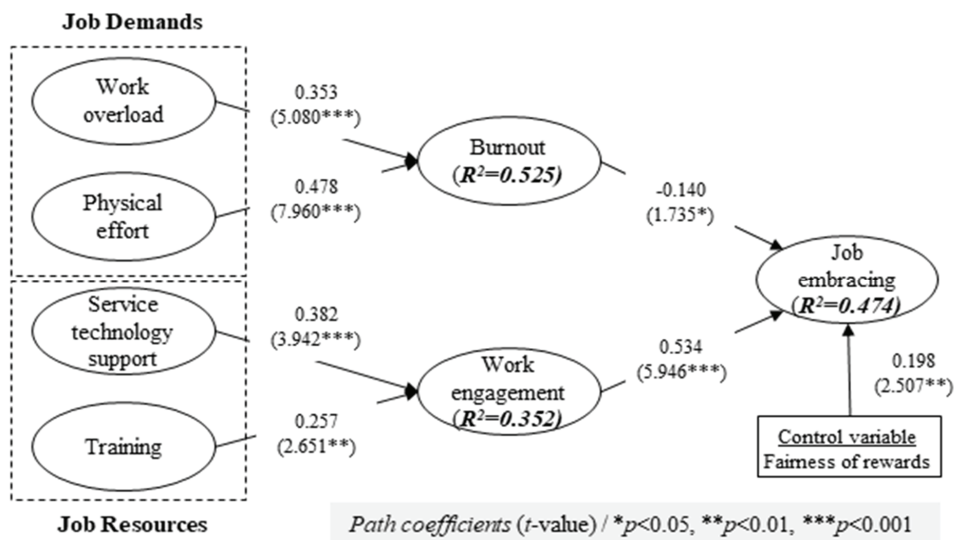 Job Demands
Work
overload
0.353
(5.080***)
Physical
effort
0.478
(7.960***)
Burnout
(R²=0.525)
-0.140
(1.735*)
Job
embracing
(R²=0.474)
Service
technology
support
0.382
(3.942***)
Training
0.257
(2.651**)
Work
engagement
(R²=0.352)
0.534
(5.946***)
0.198
(2.507**)
Control variable
Fairness of rewards
Job Resources
Path coefficients (t-value) / *p<0.05, **p<0.01, ***p<0.001